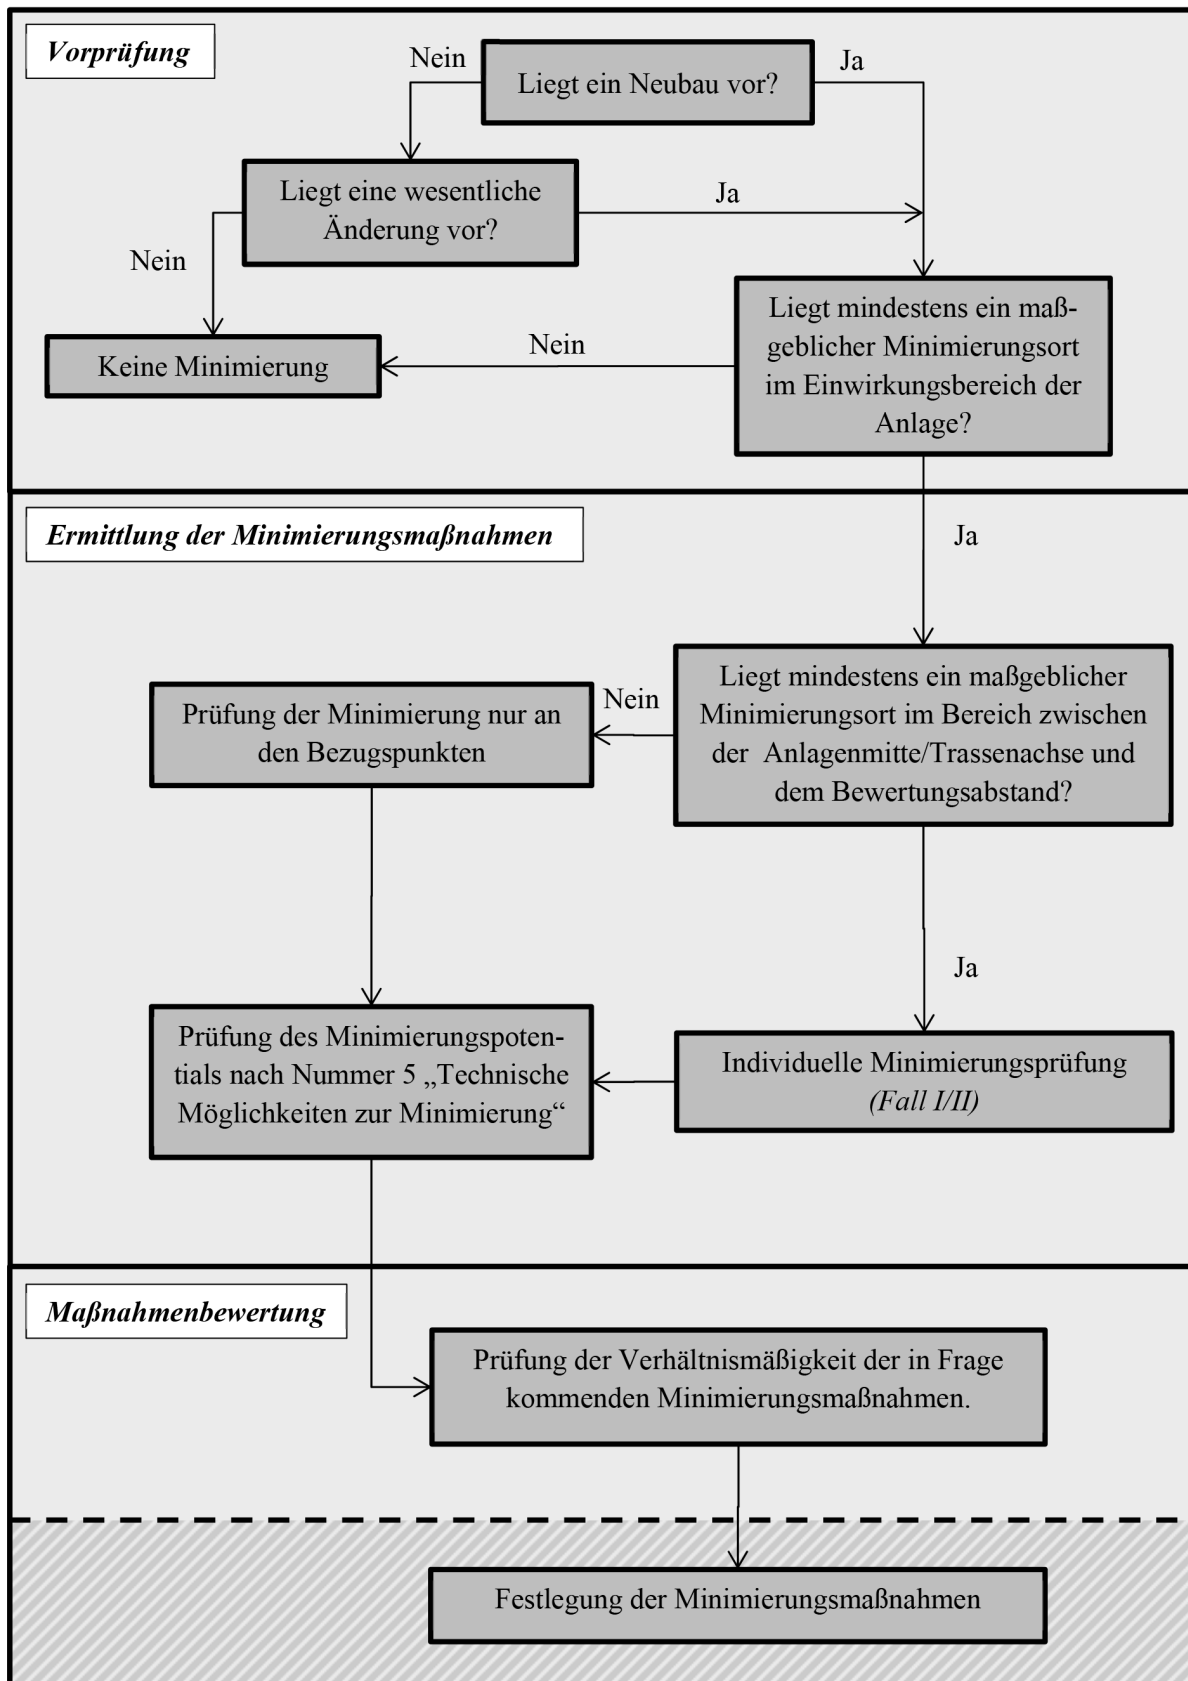 Vorprüfung
Nein
Liegt ein Neubau vor?
Ja
Liegt eine wesentliche
Änderung vor?
Ja
Nein
Keine Minimierung
Nein
Liegt mindestens ein maß-
geblicher Minimierungsort
im Einwirkungsbereich der
Anlage?
Ermittlung der Minimierungsmaßnahmen
Ja
Liegt mindestens ein maßgeblicher
Minimierungsort im Bereich zwischen
der Anlagenmitte/Trassenachse und
dem Bewertungsabstand?
Nein
Prüfung der Minimierung nur an
den Bezugspunkten
Ja
Individuelle Minimierungsprüfung
(Fall I/II)
Prüfung des Minimierungspoten-
tials nach Nummer 5 „Technische
Möglichkeiten zur Minimierung“
Maßnahmenbewertung
Prüfung der Verhältnismäßigkeit der in Frage
kommenden Minimierungsmaßnahmen.
Festlegung der Minimierungsmaßnahmen